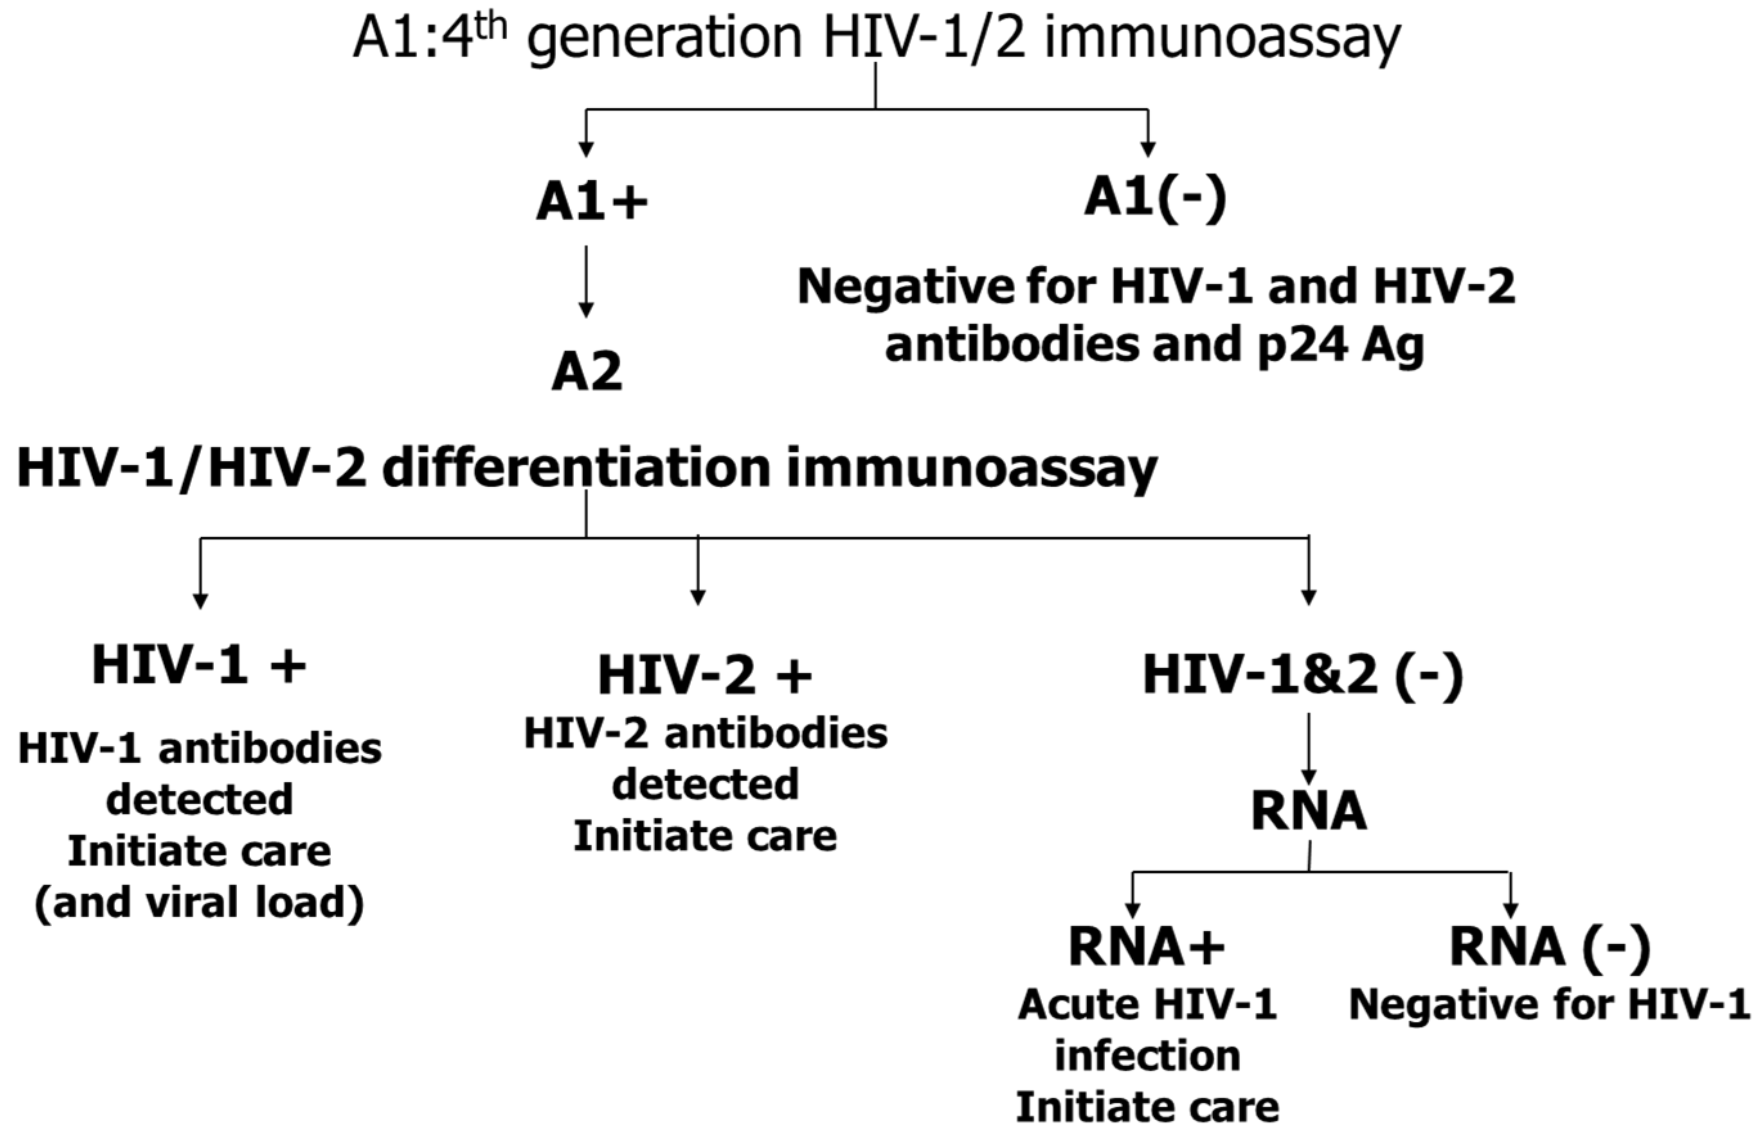 A1:4th generation HIV-1/2 immunoassay
A1+
A1(-)
Negative for HIV-1 and HIV-2
antibodies and p24 Ag
A2
HIV-1/HIV-2 differentiation immunoassay
HIV-1 +
HIV-1 antibodies
detected
Initiate care
(and viral load)
HIV-2 +
HIV-2 antibodies
detected
Initiate care
HIV-1&2 (-)
RNA
RNA+
Acute HIV-1
infection
Initiate care
RNA (-)
Negative for HIV-1